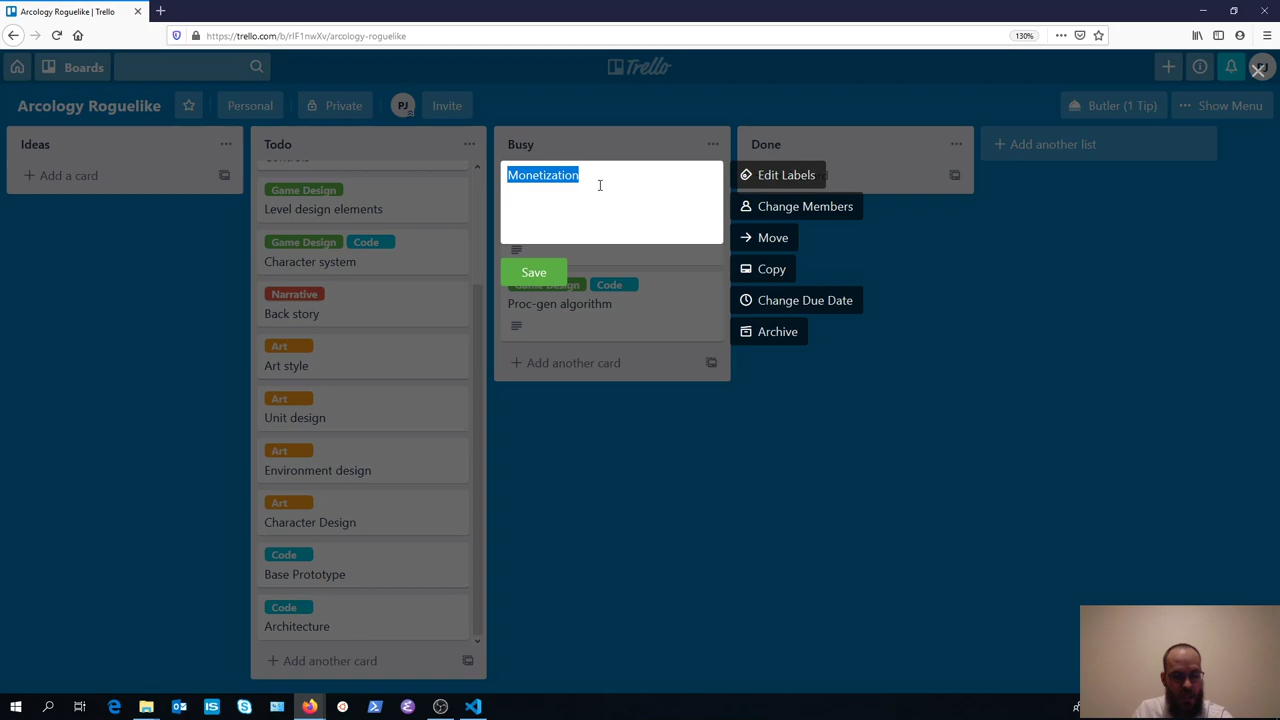 Arcology Roguelike | Trello
https://trello.com/b/rIF1nwXv/arcology-roguelike
130%
Boards
Trello
PJ
Arcology Roguelike
Personal
Private
PJ
Invite
Butler (1 Tip)
Show Menu
Ideas
Add a card
Todo
Controls
Game Design
Level design elements
Game Design Code
Character system
Narrative
Back story
Art
Art style
Art
Unit design
Art
Environment design
Art
Character Design
Code
Base Prototype
Code
Architecture
Add another card
Busy
Monetization
Save
Game Design Code
Proc-gen algorithm
Add another card
Done
Edit Labels
Change Members
Move
Copy
Change Due Date
Archive
Add another list